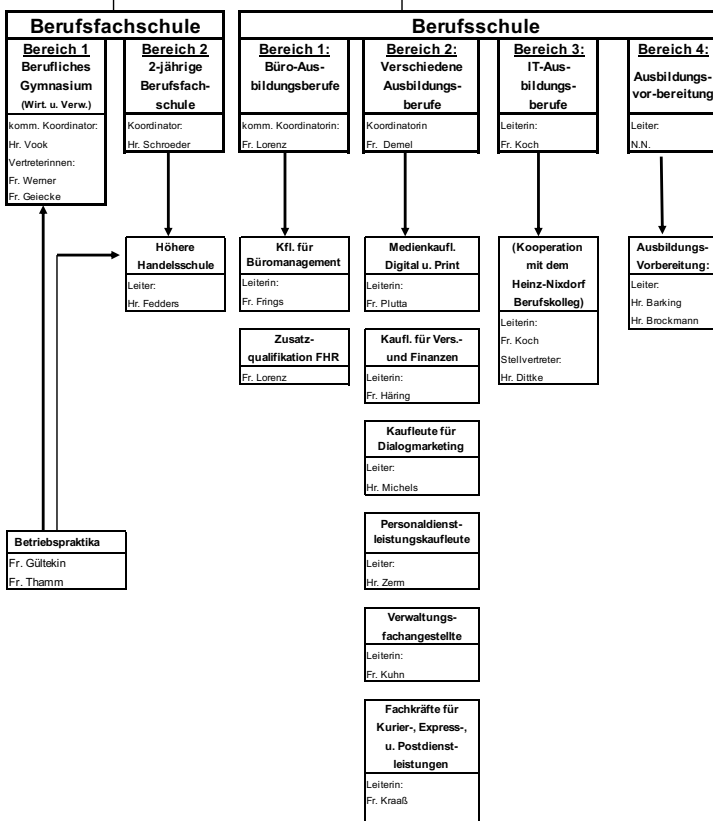 Berufsfachschule
Bereich 1
Berufliches
Gymnasium
(Wirt. u. Verw.)
komm. Koordinator:
Hr. Vook
Vertreterinnen:
Fr. Werner
Fr. Geiecke
Bereich 2
2-jährige
Berufsfach-
schule
Koordinator:
Hr. Schroeder
Höhere
Handelsschule
Leiter:
Hr. Fedders
Betriebspraktika
Fr. Gültekin
Fr. Thamm
Berufsschule
Bereich 1:
Büro-Aus-
bildungsberufe
komm. Koordinatorin:
Fr. Lorenz
Kfl. für
Büromanagement
Leiterin:
Fr. Frings
Zusatz-
qualifikation FHR
Fr. Lorenz
Bereich 2:
Verschiedene
Ausbildungs-
berufe
Koordinatorin
Fr. Demel
Medienkaufl.
Digital u. Print
Leiterin:
Fr. Plutta
Kaufl. für Vers.-
und Finanzen
Leiterin:
Fr. Häring
Kaufleute für
Dialogmarketing
Leiter:
Hr. Michels
Personaldienst-
leistungskaufleute
Leiter:
Hr. Zerm
Verwaltungs-
fachangestellte
Leiterin:
Fr. Kuhn
Fachkräfte für
Kurier-, Express-,
u. Postdienst-
leistungen
Leiterin:
Fr. Kraaß
Bereich 3:
IT-Aus-
bildungs-
berufe
Leiterin:
Fr. Koch
(Kooperation
mit dem
Heinz-Nixdorf
Berufskolleg)
Leiterin:
Fr. Koch
Stellvertreter:
Hr. Dittke
Bereich 4:
Ausbildungs-
vor-bereitung
Leiter:
N.N.
Ausbildungs-
Vorbereitung:
Leiter:
Hr. Barking
Hr. Brockmann